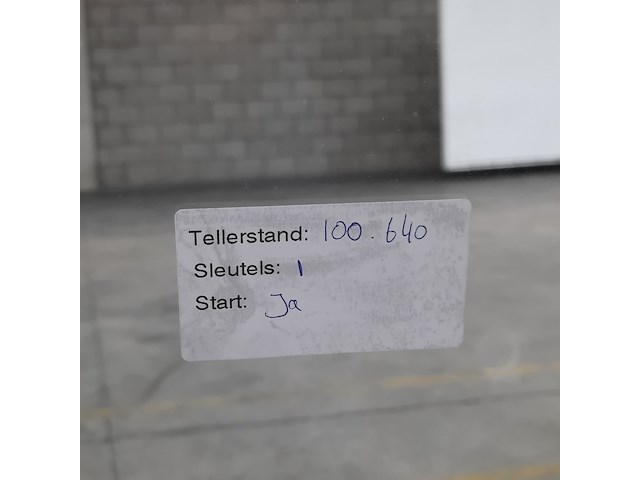 Tellerstand: 100.640
Sleutels: 1
Start: Ja